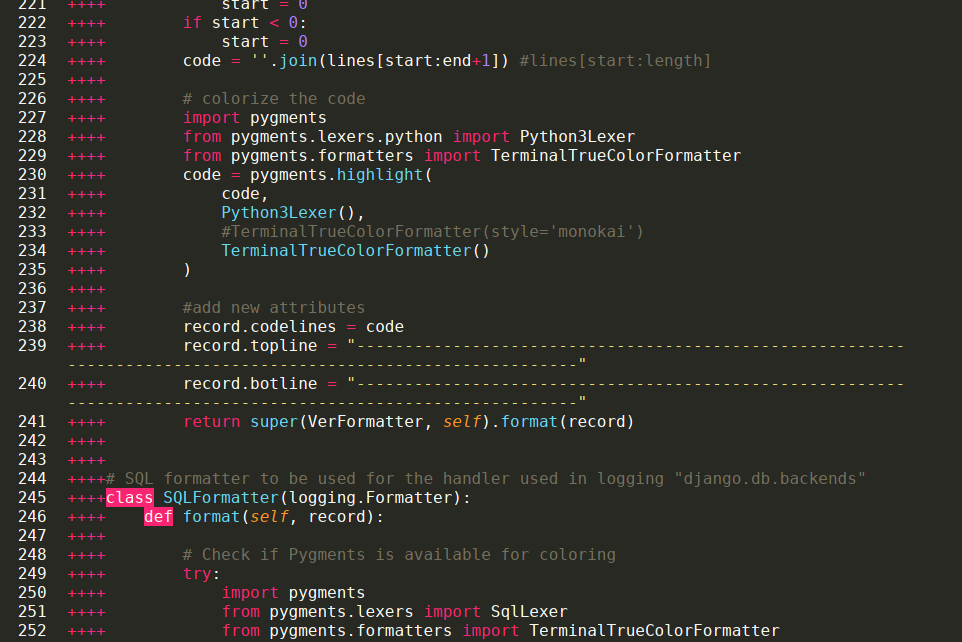 221 ++++             start = 0
222 ++++         if start < 0:
223 ++++             start = 0
224 ++++         code = ''.join(lines[start:end+1]) #lines[start:length]
225 ++++
226 ++++         # colorize the code
227 ++++         import pygments
228 ++++         from pygments.lexers.python import Python3Lexer
229 ++++         from pygments.formatters import TerminalTrueColorFormatter
230 ++++         code = pygments.highlight(
231 ++++             code,
232 ++++             Python3Lexer(),
233 ++++             #TerminalTrueColorFormatter(style='monokai')
234 ++++             TerminalTrueColorFormatter()
235 ++++         )
236 ++++
237 ++++         #add new attributes
238 ++++         record.codelines = code
239 ++++         record.topline = "---------------------------------------------------------
-----------------------------------------------------"
240 ++++         record.botline = "---------------------------------------------------------
-----------------------------------------------------"
241 ++++         return super(VerFormatter, self).format(record)
242 ++++
243 ++++
244 ++++# SQL formatter to be used for the handler used in logging "django.db.backends"
245 ++++class SQLFormatter(logging.Formatter):
246 ++++     def format(self, record):
247 ++++
248 ++++         # Check if Pygments is available for coloring
249 ++++         try:
250 ++++             import pygments
251 ++++             from pygments.lexers import SqlLexer
252 ++++             from pygments.formatters import TerminalTrueColorFormatter